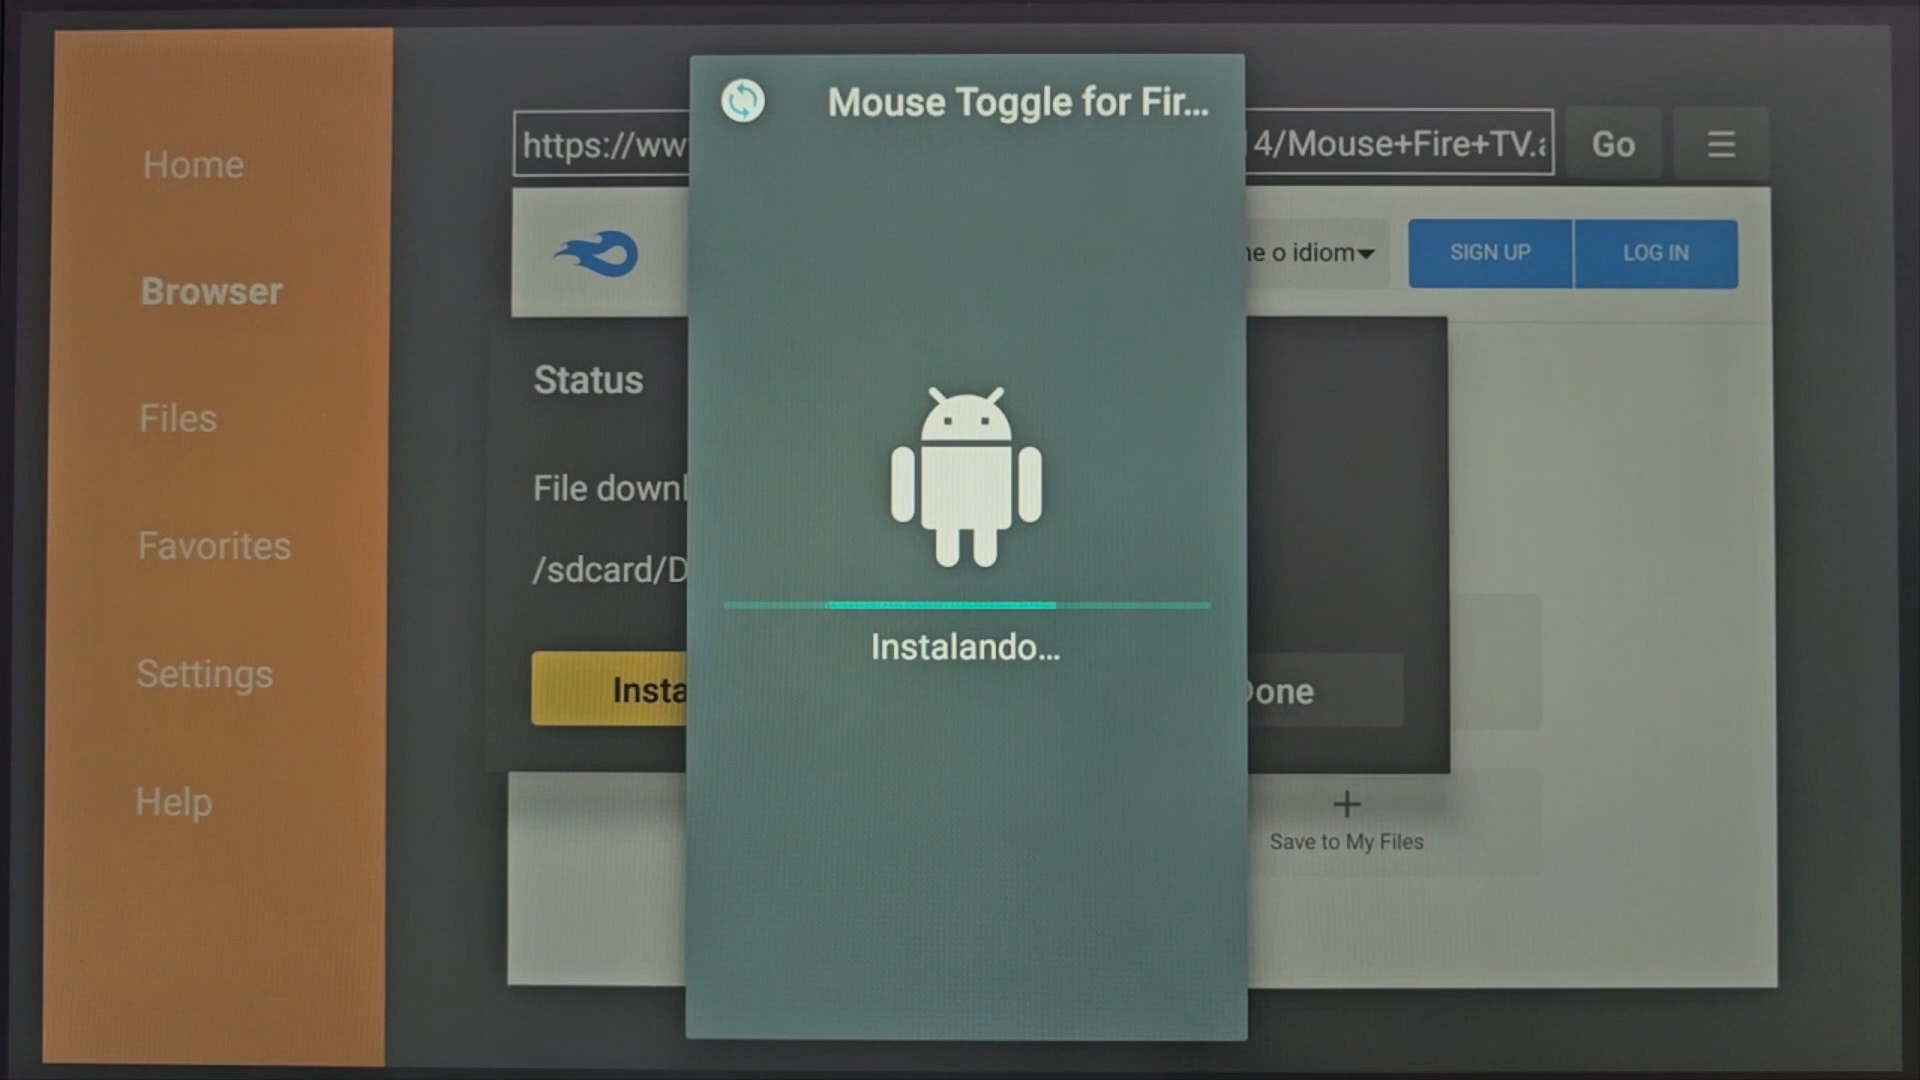 Home
Browser
Files
Favorites
Settings
Help
https://ww
4/Mouse+Fire+TV.a
Go
idiom
SIGN UP
LOG IN
Status
File downl
/sdcard/D
Insta
Done
Save to My Files
Mouse Toggle for Fir...
Instalando...